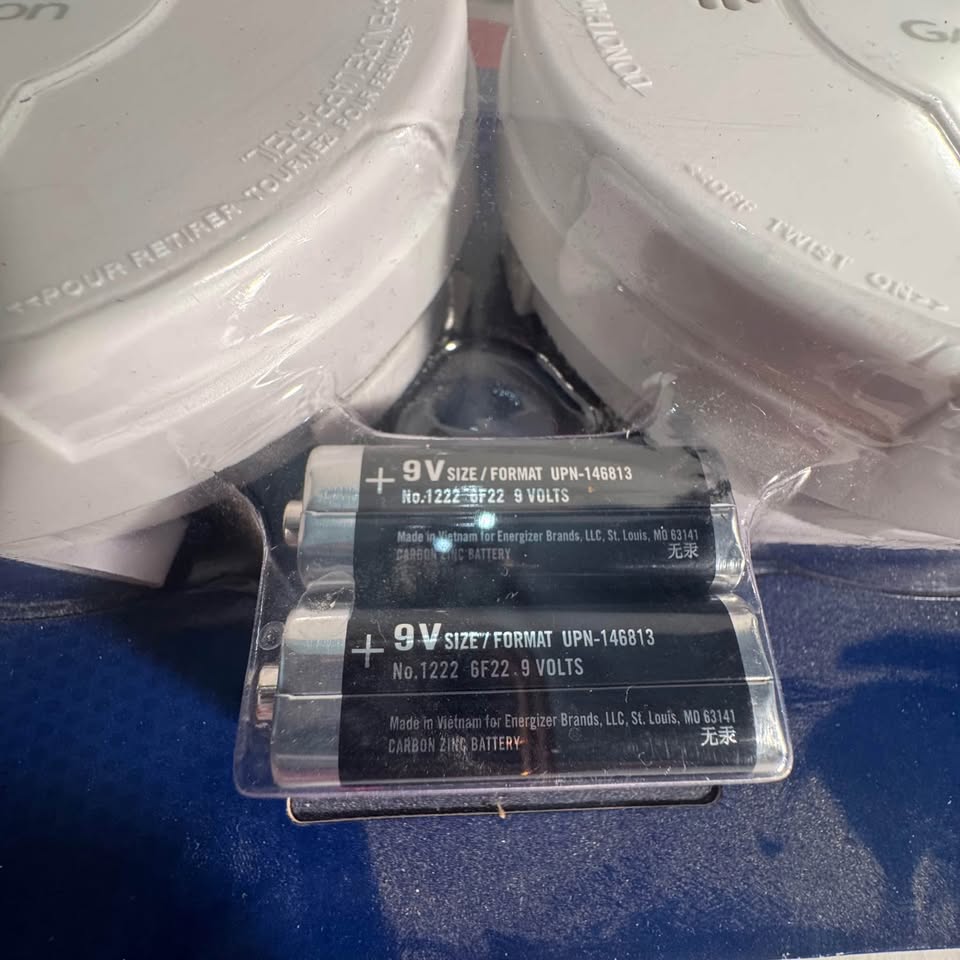 POUR RETIRER TOURNEZ POUR FERMER
OFF TWIST ON
+ 9V SIZE / FORMAT UPN-146813
No.1222 6F22 9 VOLTS
Made in Vietnam for Energizer Brands, LLC, St. Louis, MO 63141
CARBON ZINC BATTERY
无汞
+ 9V SIZE / FORMAT UPN-146813
No.1222 6F22 9 VOLTS
Made in Vietnam for Energizer Brands, LLC, St. Louis, MO 63141
CARBON ZINC BATTERY
无汞